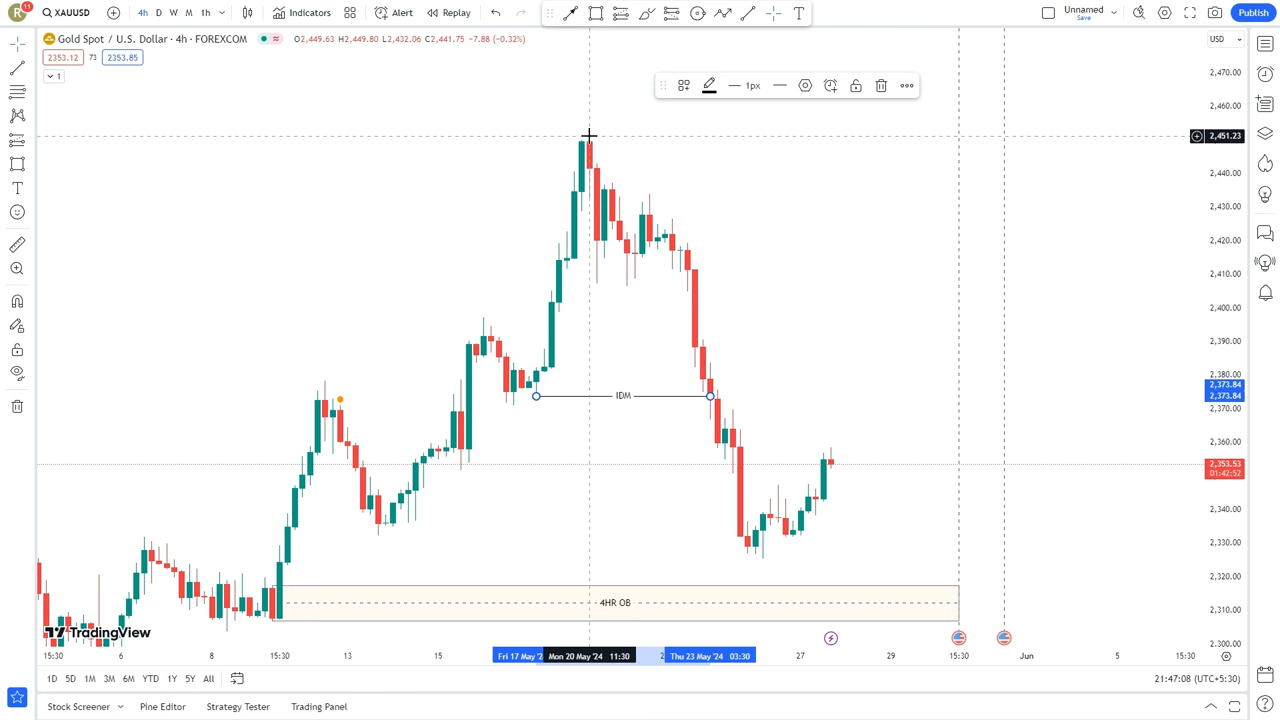 R 11 XAUUSD 4h D W M 1h Indicators Alert Replay T Unnamed Save Publish
Gold Spot / U.S. Dollar · 4h · FOREXCOM O2,449.63 H2,449.80 L2,432.06 C2,441.75 -7.88 (-0.32%) USD
2353.12 73 2353.85
1
1px
2,470.00
2,460.00
2,451.23
2,440.00
2,430.00
2,420.00
2,410.00
2,400.00
2,390.00
2,380.00
2,373.84
2,373.84
IDM
2,370.00
2,360.00
2,353.53
01:42:52
2,340.00
2,330.00
2,320.00
4HR OB
2,310.00
TradingView
2,300.00
15:30 6 8 15:30 13 15 Fri 17 May '2 Mon 20 May '24 11:30 2 Thu 23 May '24 03:30 27 29 15:30 Jun 5 15:30
1D 5D 1M 3M 6M YTD 1Y 5Y All 21:47:08 (UTC+5:30)
Stock Screener Pine Editor Strategy Tester Trading Panel